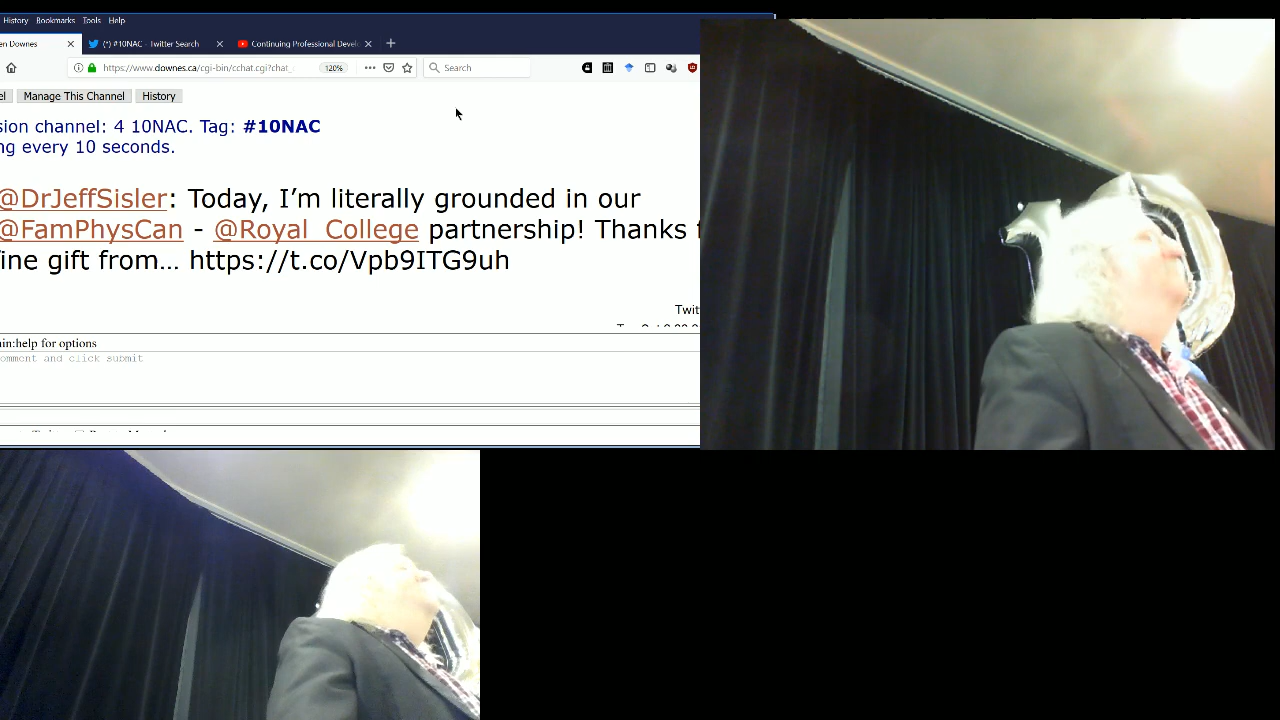 History Bookmarks Tools Help
en Downes (*) #10NAC - Twitter Search Continuing Professional Devel
https://www.downes.ca/cgi-bin/cchat.cgi?chat_ 120% Search
el Manage This Channel History
sion channel: 4 10NAC. Tag: #10NAC
ng every 10 seconds.
@DrJeffSisler: Today, I’m literally grounded in our
@FamPhysCan - @Royal_College partnership! Thanks f
fine gift from… https://t.co/Vpb9ITG9uh
Twit
in:help for options
omment and click submit